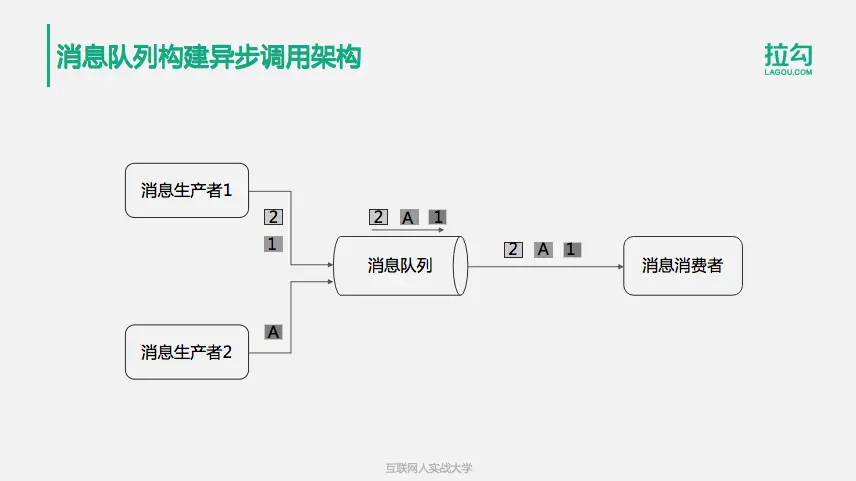 消息队列构建异步调用架构
拉勾
LAGOU.COM
消息生产者1
2
1
2 A 1
消息队列
2 A 1
消息消费者
A
消息生产者2
互联网人实战大学